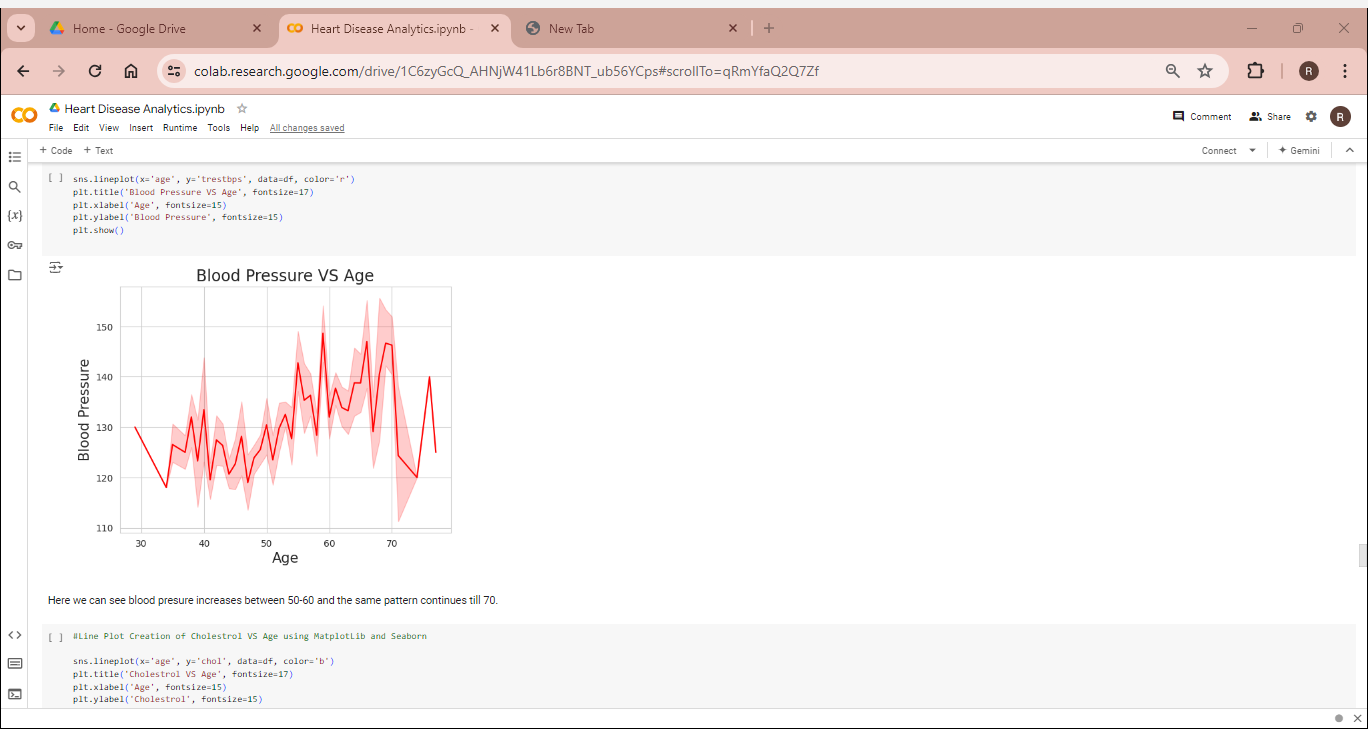 Home - Google Drive
Heart Disease Analytics.ipynb -
New Tab
colab.research.google.com/drive/1C6zyGcQ_AHNjW41Lb6r8BNT_ub56YCps#scrollTo=qRmYfaQ2Q7Zf
R
Heart Disease Analytics.ipynb
File Edit View Insert Runtime Tools Help All changes saved
Comment Share R
+ Code + Text
Connect Gemini
{x}
[ ] sns.lineplot(x='age', y='trestbps', data=df, color='r')
plt.title('Blood Pressure VS Age', fontsize=17)
plt.xlabel('Age', fontsize=15)
plt.ylabel('Blood Pressure', fontsize=15)
plt.show()
Blood Pressure VS Age
Blood Pressure
150
140
130
120
110
30 40 50 60 70
Age
Here we can see blood presure increases between 50-60 and the same pattern continues till 70.
[ ] #Line Plot Creation of Cholestrol VS Age using MatplotLib and Seaborn
sns.lineplot(x='age', y='chol', data=df, color='b')
plt.title('Cholestrol VS Age', fontsize=17)
plt.xlabel('Age', fontsize=15)
plt.ylabel('Cholestrol', fontsize=15)